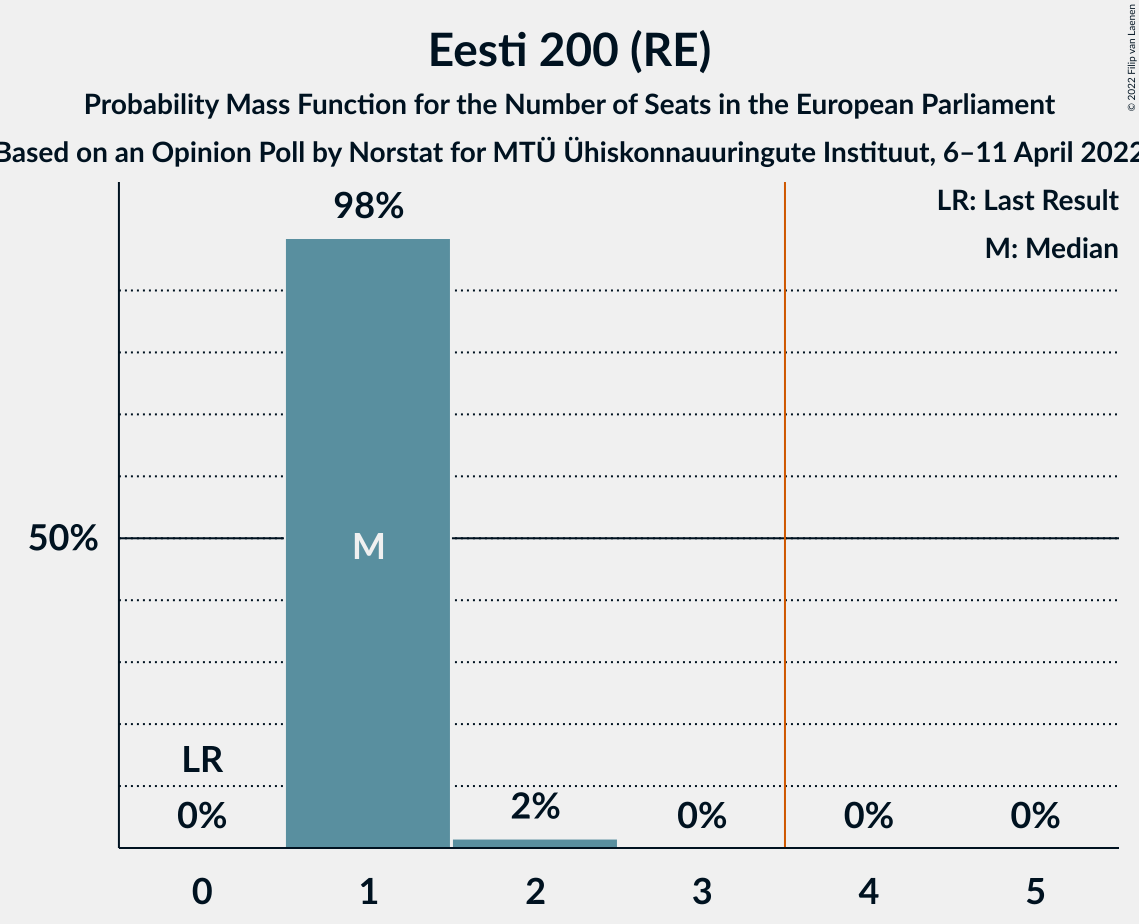 Eesti 200 (RE)
Probability Mass Function for the Number of Seats in the European Parliament
Based on an Opinion Poll by Norstat for MTÜ Ühiskonnauuringute Instituut, 6–11 April 2022
© 2022 Filip van Laenen
LR: Last Result
M: Median
98%
50%
M
LR
0%
2%
0%
0%
0%
0
1
2
3
4
5